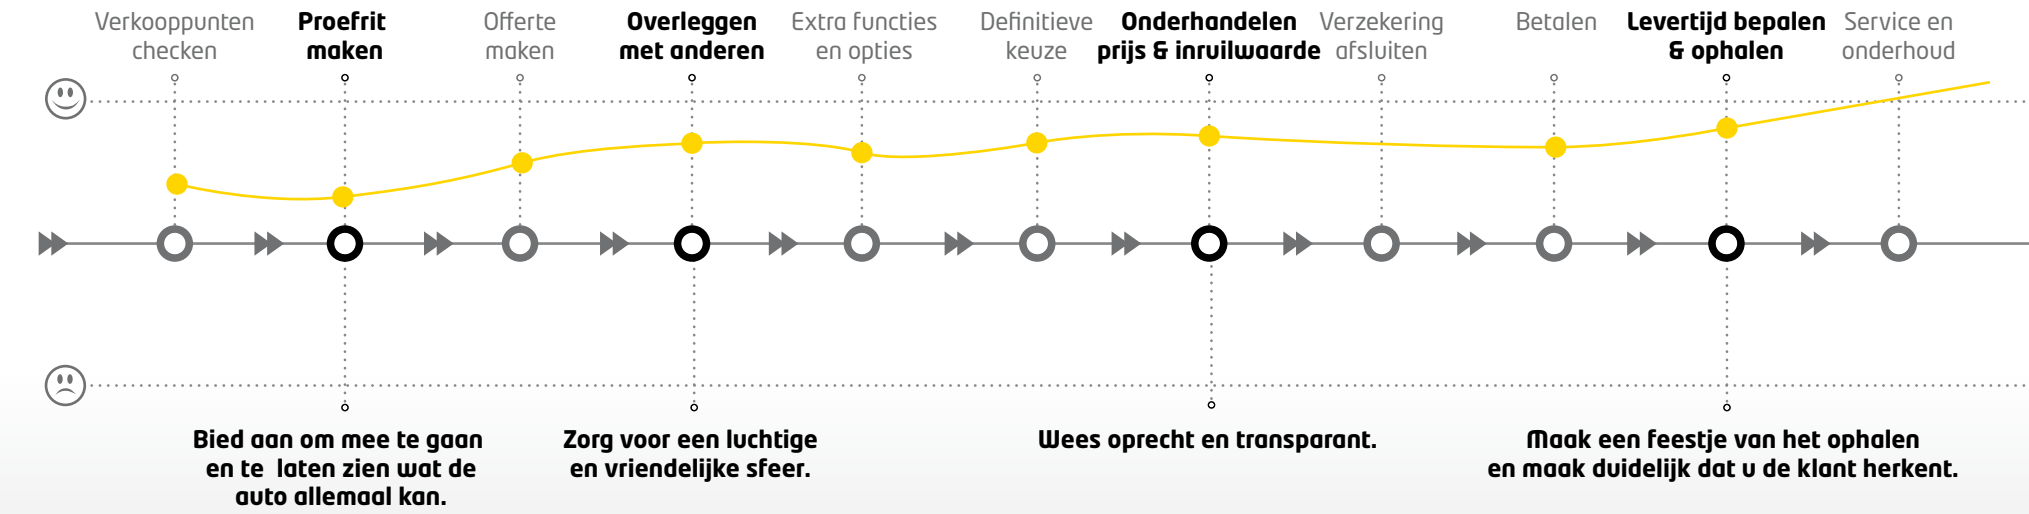 Verkooppunten
checken
Proefrit
maken
Offerte
maken
Overleggen
met anderen
Extra functies
en opties
Definitieve
keuze
Onderhandelen
prijs & inruilwaarde
Verzekering
afsluiten
Betalen
Levertijd bepalen
& ophalen
Service en
onderhoud
Bied aan om mee te gaan
en te laten zien wat de
auto allemaal kan.
Zorg voor een luchtige
en vriendelijke sfeer.
Wees oprecht en transparant.
Maak een feestje van het ophalen
en maak duidelijk dat u de klant herkent.